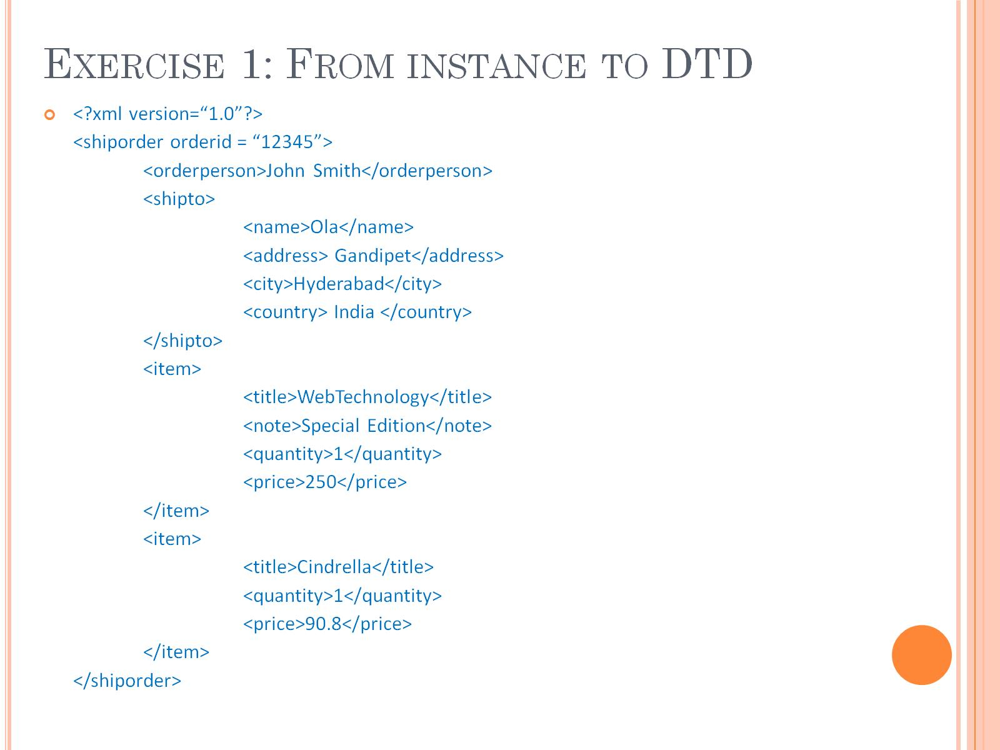 Exercise 1: From instance to DTD
<?xml version=“1.0”?>
<shiporder orderid = “12345”>
<orderperson>John Smith</orderperson>
<shipto>
<name>Ola</name>
<address> Gandipet</address>
<city>Hyderabad</city>
<country> India </country>
</shipto>
<item>
<title>WebTechnology</title>
<note>Special Edition</note>
<quantity>1</quantity>
<price>250</price>
</item>
<item>
<title>Cindrella</title>
<quantity>1</quantity>
<price>90.8</price>
</item>
</shiporder>